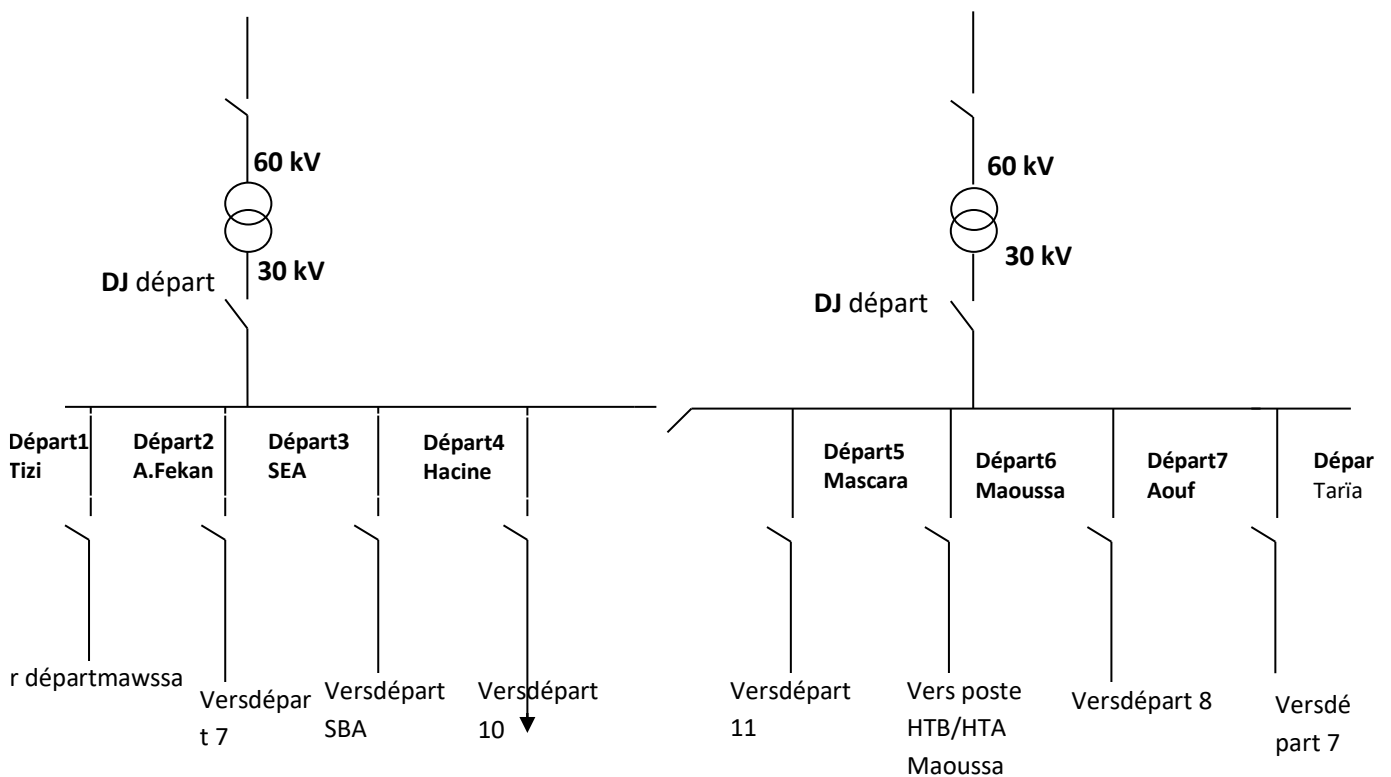 60 kV
60 kV
30 kV
30 kV
DJ départ
DJ départ
Départ1
Tizi
Départ2
A.Fekan
Départ3
SEA
Départ4
Hacine
Départ5
Mascara
Départ6
Maoussa
Départ7
Aouf
Dépar
Tarïa
r départmawssa
Versdépar
t 7
Versdépart
SBA
Versdépart
10
Versdépart
11
Vers poste
HTB/HTA
Maoussa
Versdépart 8
Versdé
part 7